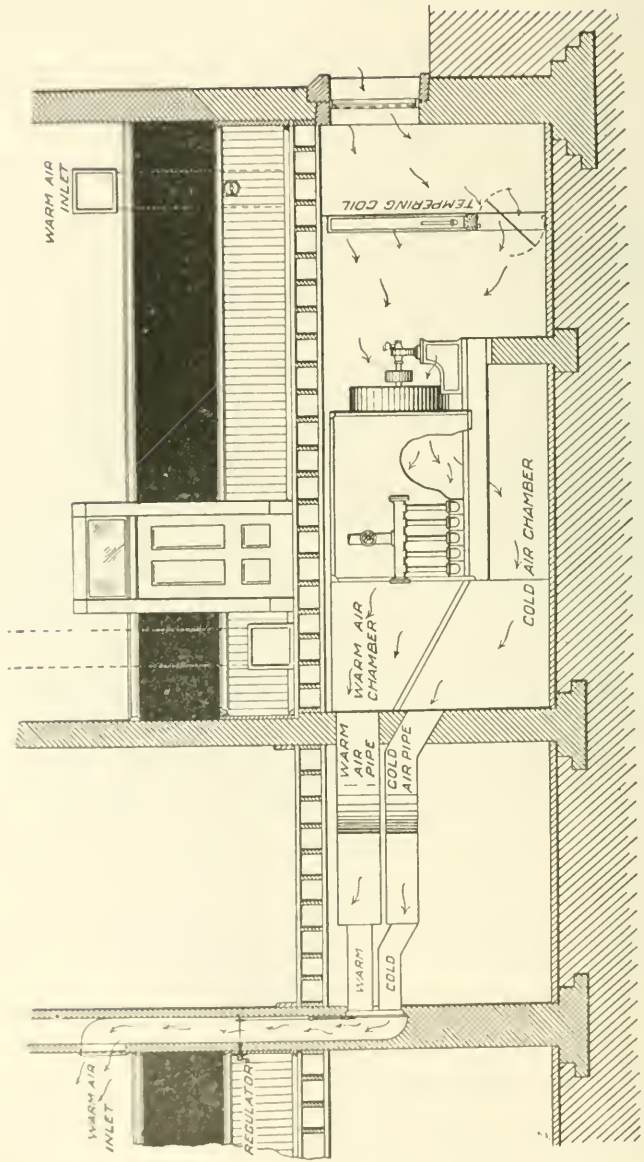 WARM AIR
INLET
REGULATOR
WARM
COLD
WARM
AIR
PIPE
COLD
AIR PIPE
WARM AIR
CHAMBER
COLD AIR CHAMBER
TEMPERING COIL
WARM AIR
INLET